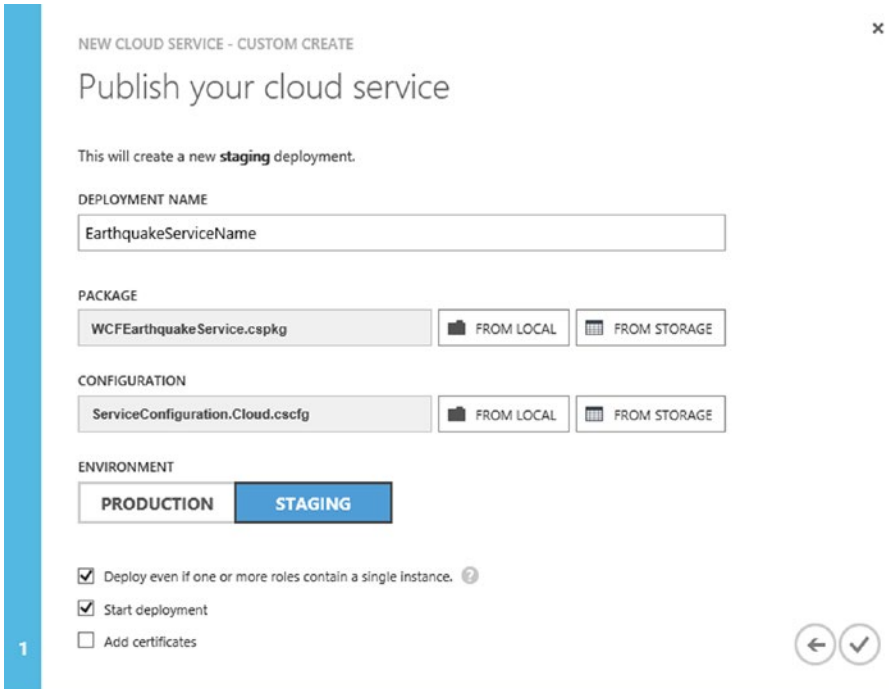 NEW CLOUD SERVICE - CUSTOM CREATE
Publish your cloud service
This will create a new staging deployment.
DEPLOYMENT NAME
EarthquakeServiceName
PACKAGE
WCFEarthquakeService.cspkg FROM LOCAL FROM STORAGE
CONFIGURATION
ServiceConfiguration.Cloud.cscfg FROM LOCAL FROM STORAGE
ENVIRONMENT
PRODUCTION STAGING
Deploy even if one or more roles contain a single instance. ?
Start deployment
Add certificates
1